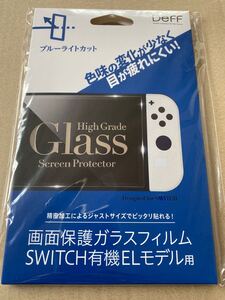 Deff
ブルーライトカット
色味の変化が少なく
目が疲れにくい!
High Grade
Glass
Screen Protector
Designed for SWITCH
精密加工によるジャストサイズでピッタリ貼れる!
画面保護ガラスフィルム
SWITCH有機ELモデル用